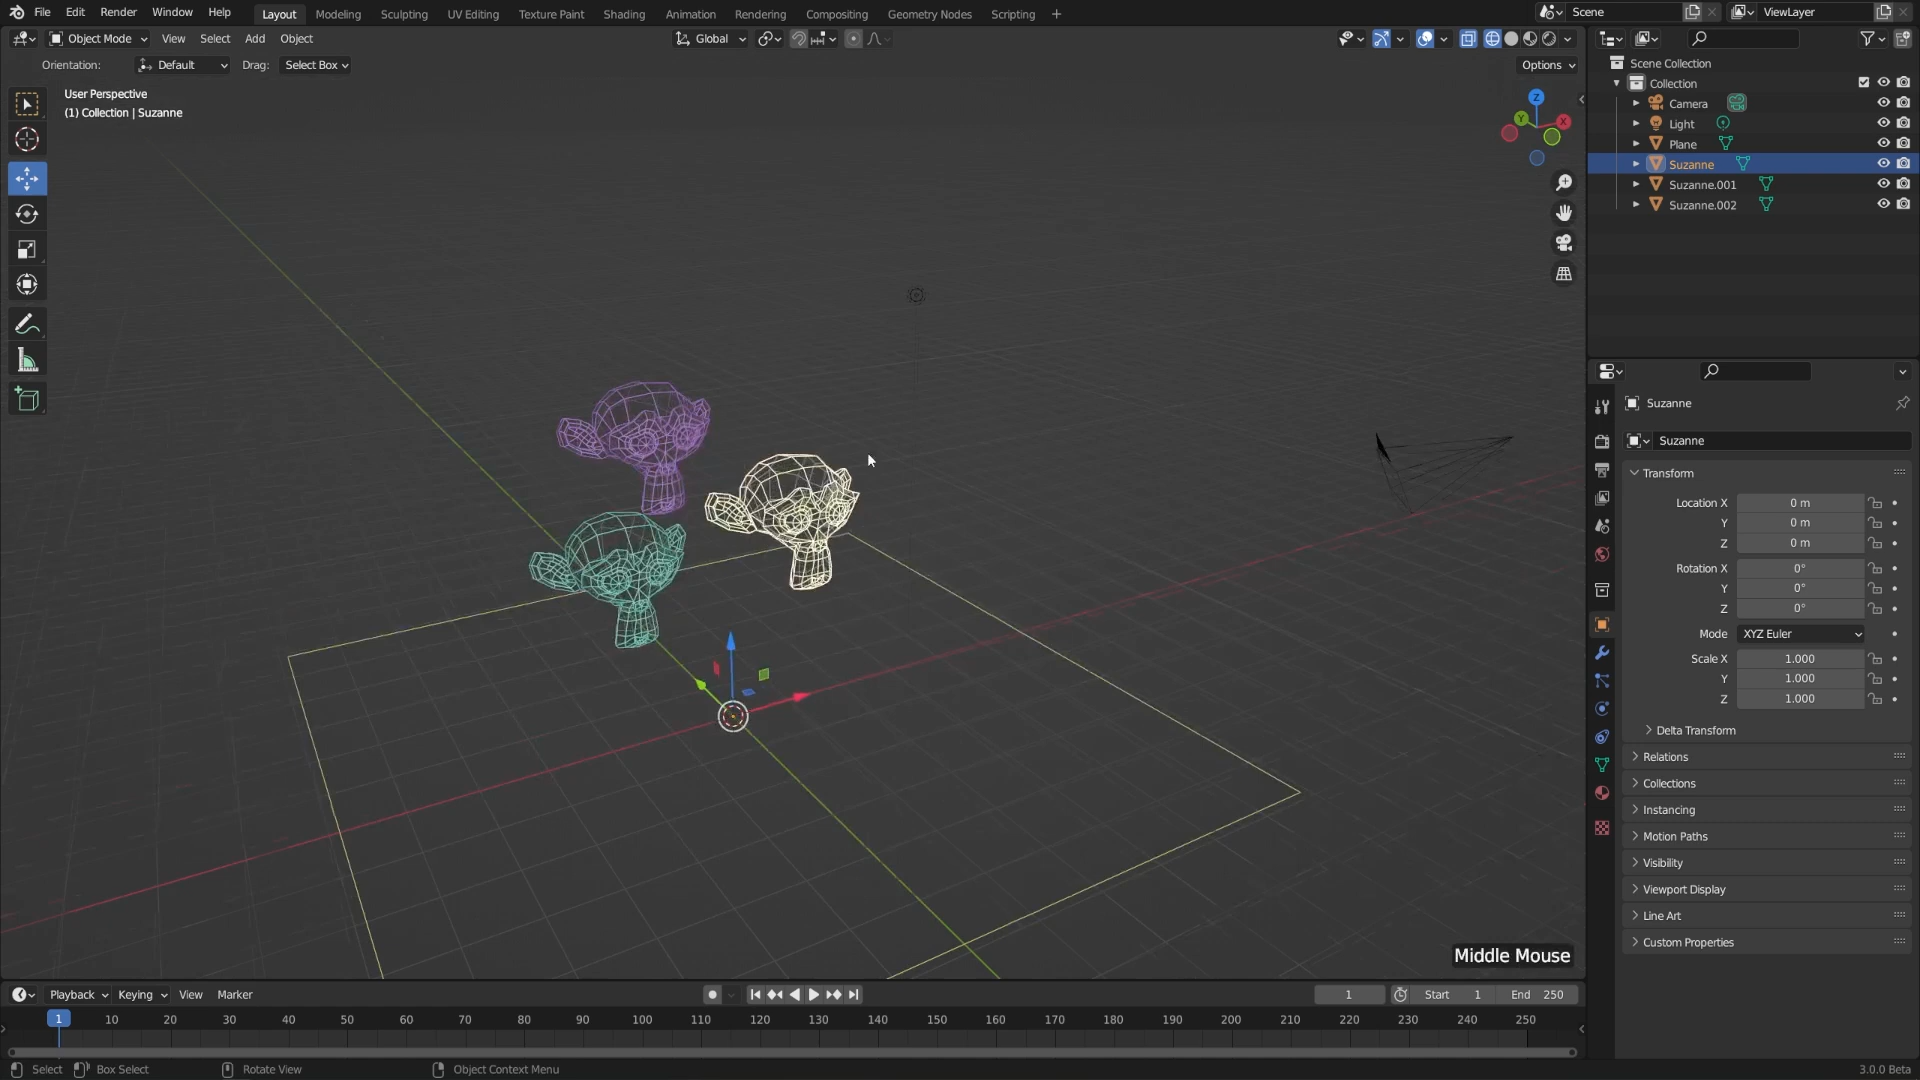 File Edit Render Window Help Layout Modeling Sculpting UV Editing Texture Paint Shading Animation Rendering Compositing Geometry Nodes Scripting + Scene ViewLayer
Object Mode View Select Add Object Global
Orientation: Default Drag: Select Box Options
User Perspective
(1) Collection | Suzanne
Z
Y
X
Scene Collection
Collection
Camera
Light
Plane
Suzanne
Suzanne.001
Suzanne.002
Suzanne
Suzanne
Transform
Location X 0 m
Y 0 m
Z 0 m
Rotation X 0°
Y 0°
Z 0°
Mode XYZ Euler
Scale X 1.000
Y 1.000
Z 1.000
Delta Transform
Relations
Collections
Instancing
Motion Paths
Visibility
Viewport Display
Line Art
Custom Properties
Middle Mouse
Playback Keying View Marker 1 Start 1 End 250
1 10 20 30 40 50 60 70 80 90 100 110 120 130 140 150 160 170 180 190 200 210 220 230 240 250
Select Box Select Rotate View Object Context Menu 3.0.0 Beta